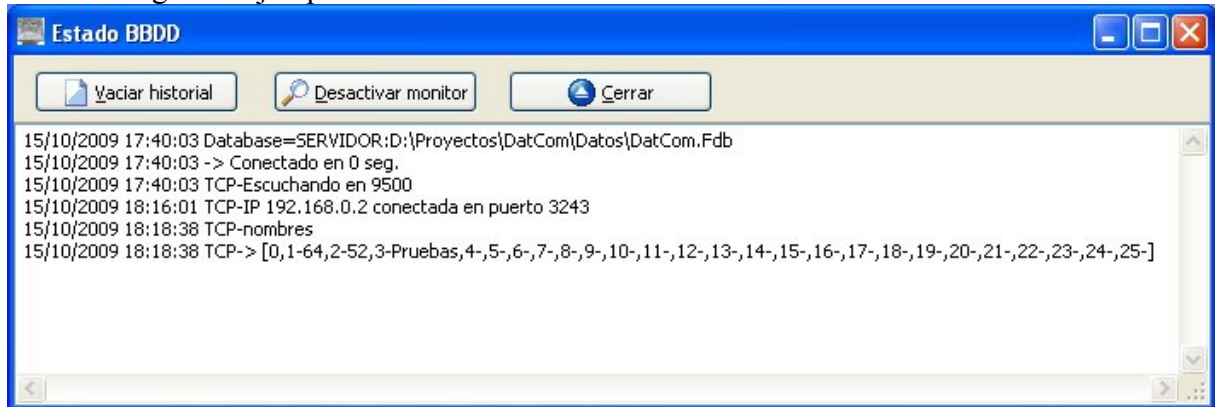 Estado BBDD
Vaciar historial Desactivar monitor Cerrar
15/10/2009 17:40:03 Database=SERVIDOR:D:\Proyectos\DatCom\Datos\DatCom.Fdb
15/10/2009 17:40:03 -> Conectado en 0 seg.
15/10/2009 17:40:03 TCP-Escuchando en 9500
15/10/2009 18:16:01 TCP-IP 192.168.0.2 conectada en puerto 3243
15/10/2009 18:18:38 TCP-nombres
15/10/2009 18:18:38 TCP-> [0,1-64,2-52,3-Pruebas,4-,5-,6-,7-,8-,9-,10-,11-,12-,13-,14-,15-,16-,17-,18-,19-,20-,21-,22-,23-,24-,25-]